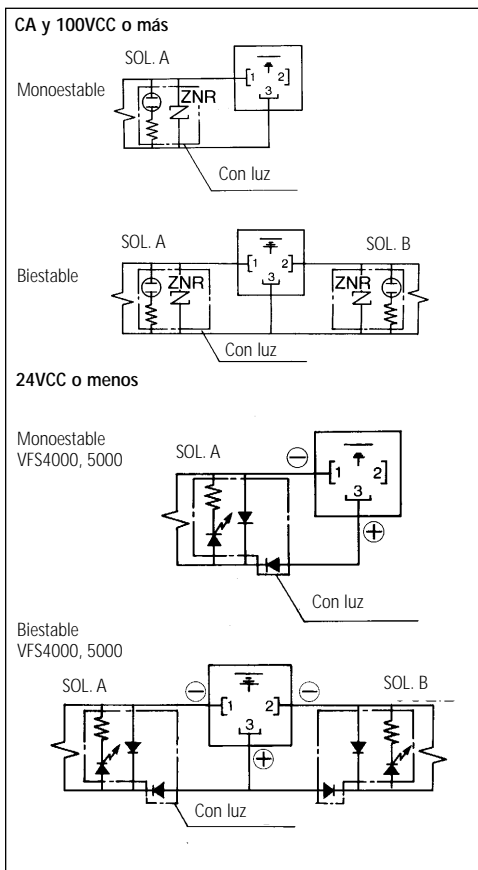 CA y 100VCC o más
SOL. A
Monoestable
ZNR
1 2
3
Con luz
SOL. A SOL. B
Biestable
ZNR 1 2 ZNR
3
Con luz
24VCC o menos
Monoestable
VFS4000, 5000
SOL. A
⊖
1 2
3
⊕
Con luz
Biestable
VFS4000, 5000
SOL. A ⊖ ⊖ SOL. B
1 2
3
⊕
Con luz